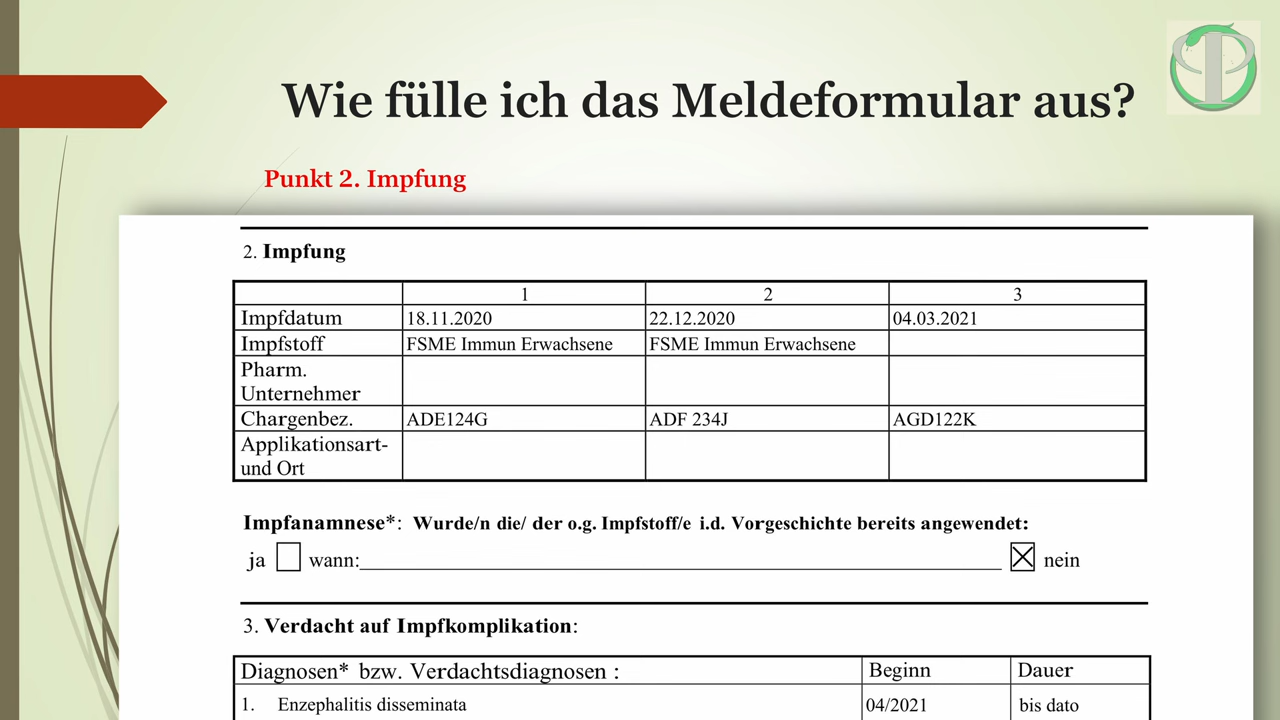 Wie fülle ich das Meldeformular aus?
Punkt 2. Impfung
2. Impfung
1 2 3
Impfdatum 18.11.2020 22.12.2020 04.03.2021
Impfstoff FSME Immun Erwachsene FSME Immun Erwachsene
Pharm.
Unternehmer
Chargenbez. ADE124G ADF 234J AGD122K
Applikationsart-
und Ort
Impfanamnese*: Wurde/n die/ der o.g. Impfstoff/e i.d. Vorgeschichte bereits angewendet:
ja wann: nein
3. Verdacht auf Impfkomplikation:
Diagnosen* bzw. Verdachtsdiagnosen : Beginn Dauer
1. Enzephalitis disseminata 04/2021 bis dato